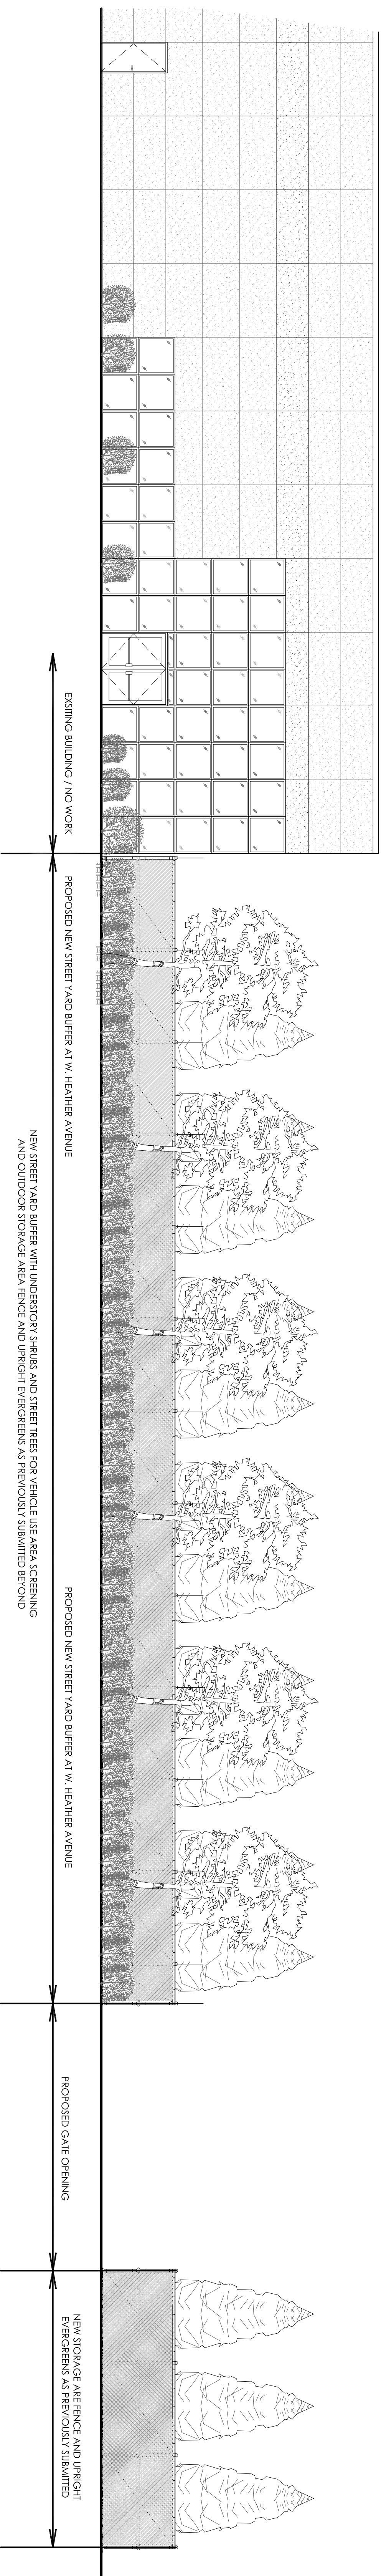 EXSITING BUILDING / NO WORK
PROPOSED NEW STREET YARD BUFFER AT W. HEATHER AVENUE
PROPOSED NEW STREET YARD BUFFER AT W. HEATHER AVENUE
NEW STREET YARD BUFFER WITH UNDERSTORY SHRUBS AND STREET TREES FOR VEHICLE USE AREA SCREENING
AND OUTDOOR STORAGE AREA FENCE AND UPRIGHT EVERGREENS AS PREVIOUSLY SUBMITTED BEYOND
PROPOSED GATE OPENING
NEW STORAGE ARE FENCE AND UPRIGHT
EVERGREENS AS PREVIOUSLY SUBMITTED